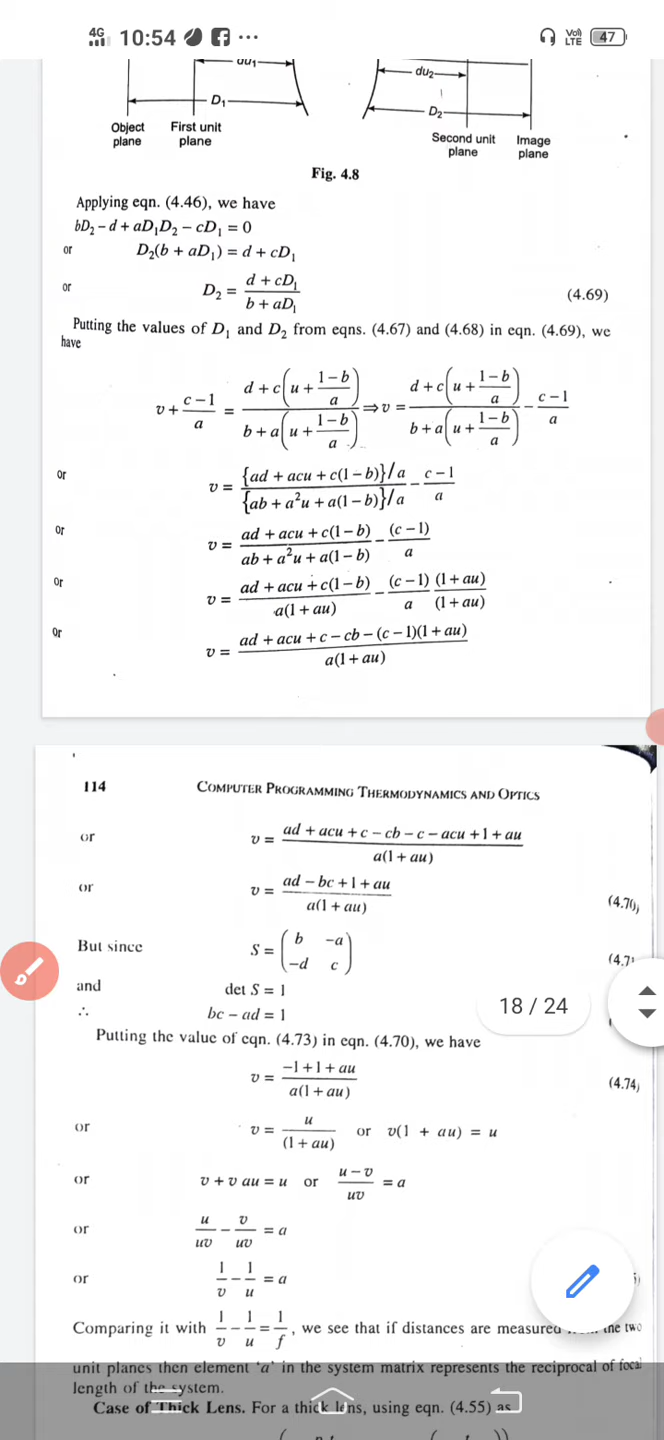 4G 10:54 ... Vo) LTE 47
du₂
D₁
D₂
Object plane
First unit plane
Second unit plane
Image plane
Fig. 4.8
Applying eqn. (4.46), we have
bD₂ – d + aD₁D₂ – cD₁ = 0
or D₂(b + aD₁) = d + cD₁
or D₂ = (d + cD₁)/(b + aD₁) (4.69)
Putting the values of D₁ and D₂ from eqns. (4.67) and (4.68) in eqn. (4.69), we
have
v + (c – 1)/a = [d + c(u + (1 – b)/a)]/[b + a(u + (1 – b)/a)] ⇒ v = [d + c(u + (1 – b)/a)]/[b + a(u + (1 – b)/a)] – (c – 1)/a
or v = [{ad + acu + c(1 – b)}/a]/[{ab + a²u + a(1 – b)}/a] – (c – 1)/a
or v = [ad + acu + c(1 – b)]/[ab + a²u + a(1 – b)] – (c – 1)/a
or v = [ad + acu + c(1 – b)]/[a(1 + au)] – (c – 1)/a (1 + au)/(1 + au)
or v = [ad + acu + c – cb – (c – 1)(1 + au)]/[a(1 + au)]
114 COMPUTER PROGRAMMING THERMODYNAMICS AND OPTICS
or v = [ad + acu + c – cb – c – acu + 1 + au]/[a(1 + au)]
or v = [ad – bc + 1 + au]/[a(1 + au)] (4.70)
But since S = (b –a; –d c) (4.7
and det S = 1
∴ bc – ad = 1
18 / 24
Putting the value of eqn. (4.73) in eqn. (4.70), we have
v = [–1 + 1 + au]/[a(1 + au)] (4.74)
or v = u/(1 + au) or v(1 + au) = u
or v + v au = u or (u – v)/uv = a
or u/uv – v/uv = a
or 1/v – 1/u = a
Comparing it with 1/v – 1/u = 1/f, we see that if distances are measured the two
unit planes then element 'a' in the system matrix represents the reciprocal of focal
length of the system.
Case of Thick Lens. For a thick lens, using eqn. (4.55) as